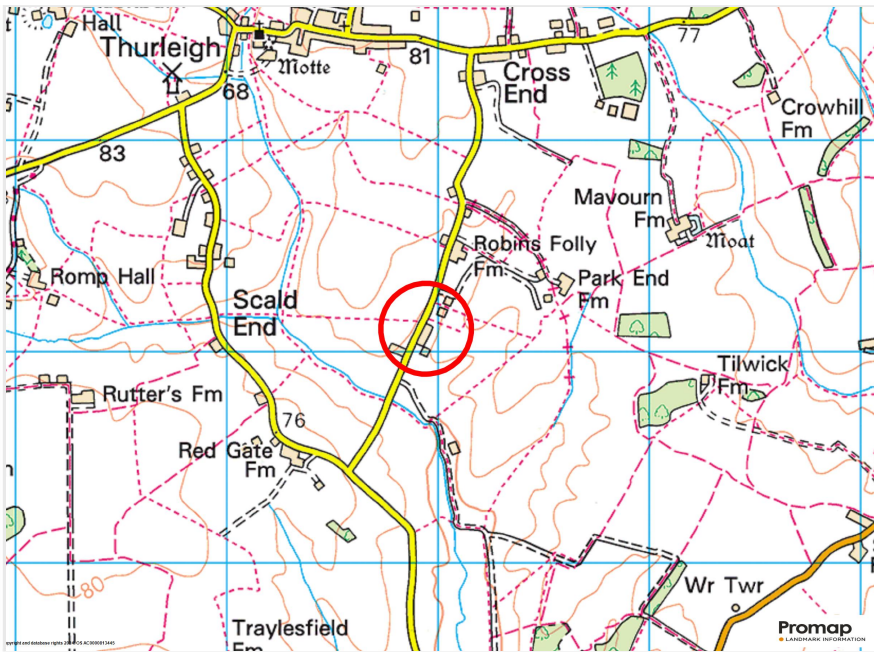 Hall
Thurleigh
Motte
68
81
77
Cross
End
Crowhill
Fm
83
Mavourn
Fm
Moat
Robins Folly
Fm
Park End
Fm
Romp Hall
Scald
End
Tilwick
Fm
Rutter's Fm
76
Red Gate
Fm
80
Wr Twr
Traylesfield
Fm
Promap
LANDMARK INFORMATION